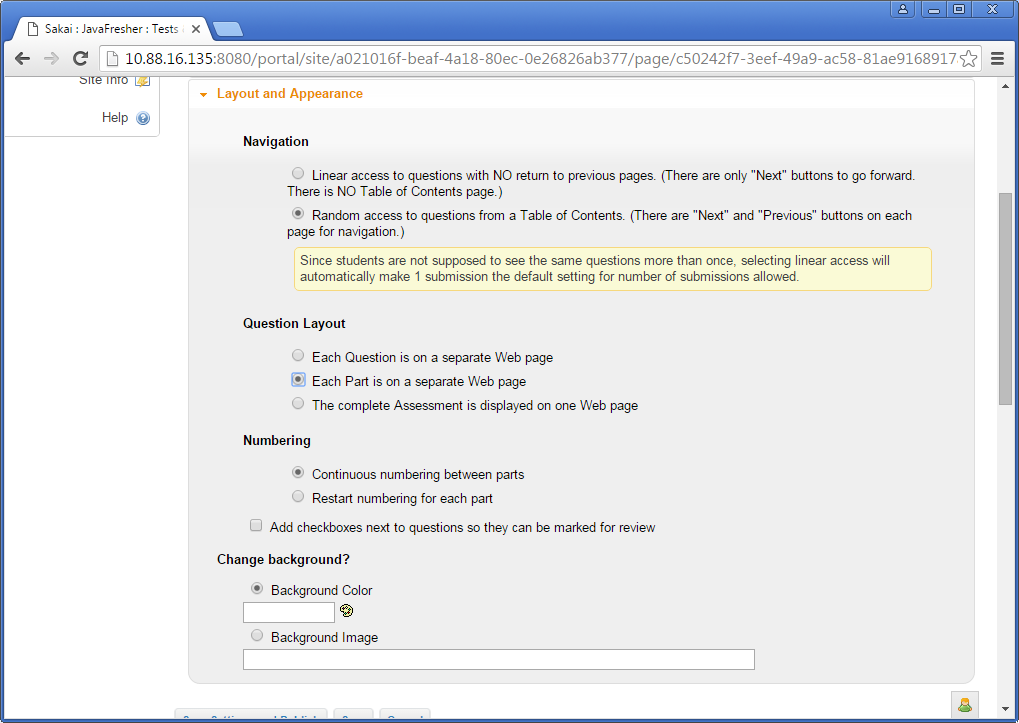 Sakai : JavaFresher : Tests
10.88.16.135:8080/portal/site/a021016f-beaf-4a18-80ec-0e26826ab377/page/c50242f7-3eef-49a9-ac58-81ae9168917
Site Info
Help
Layout and Appearance
Navigation
Linear access to questions with NO return to previous pages. (There are only "Next" buttons to go forward.
There is NO Table of Contents page.)
Random access to questions from a Table of Contents. (There are "Next" and "Previous" buttons on each
page for navigation.)
Since students are not supposed to see the same questions more than once, selecting linear access will
automatically make 1 submission the default setting for number of submissions allowed.
Question Layout
Each Question is on a separate Web page
Each Part is on a separate Web page
The complete Assessment is displayed on one Web page
Numbering
Continuous numbering between parts
Restart numbering for each part
Add checkboxes next to questions so they can be marked for review
Change background?
Background Color
Background Image